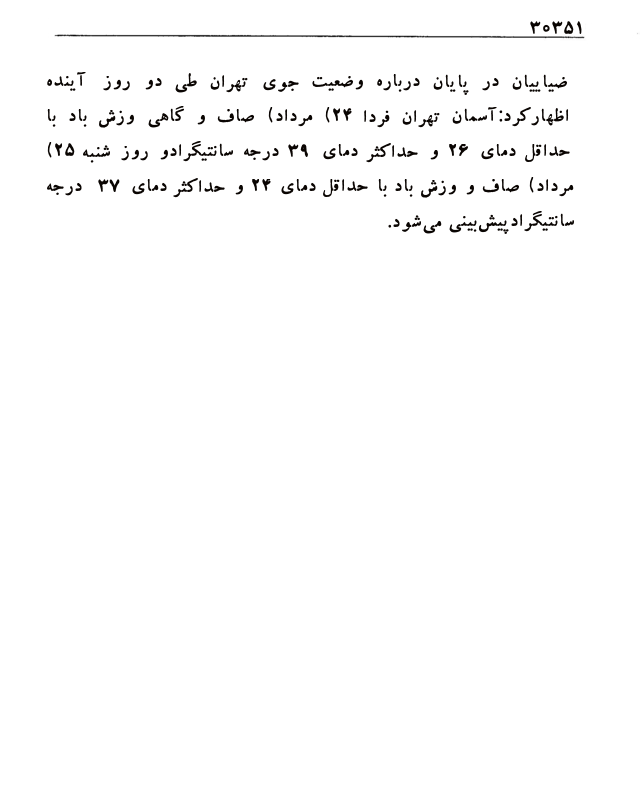 ۳۰۳۵۱
ضیاییان در پایان درباره وضعیت جوی تهران طی دو روز آینده
اظهارکرد:آسمان تهران فردا ۲۴) مرداد) صاف و گاهی وزش باد با
حداقل دمای ۲۶ و حداکثر دمای ۳۹ درجه سانتیگرادو روز شنبه ۲۵)
مرداد) صاف و وزش باد با حداقل دمای ۲۴ و حداکثر دمای ۳۷ درجه
سانتیگرادپیش‌بینی می‌شود.